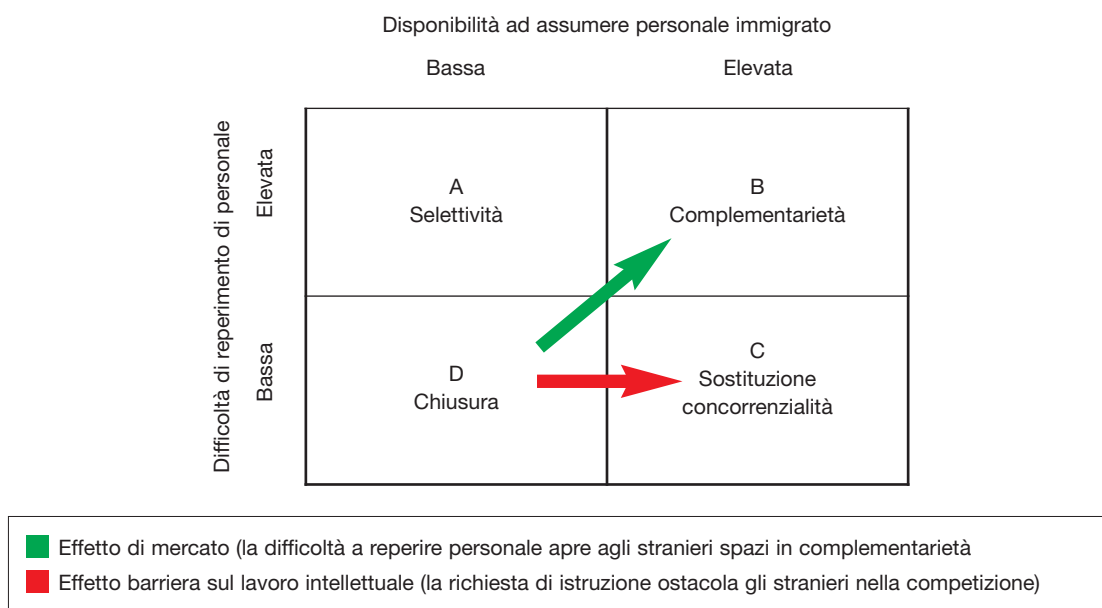 Disponibilità ad assumere personale immigrato
Bassa
Elevata
Difficoltà di reperimento di personale
Elevata
Bassa
A
Selettività
B
Complementarietà
D
Chiusura
C
Sostituzione
concorrenzialità
Effetto di mercato (la difficoltà a reperire personale apre agli stranieri spazi in complementarietà
Effetto barriera sul lavoro intellettuale (la richiesta di istruzione ostacola gli stranieri nella competizione)